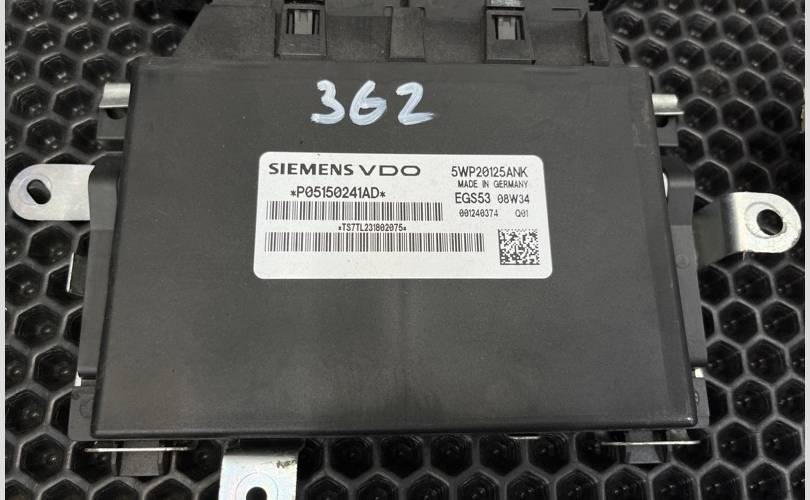 362
SIEMENS VDO
5WP20125ANK
MADE IN GERMANY
*P05150241AD*
EGS53 08W34
001240374 Q01
*TS7TL231802075*